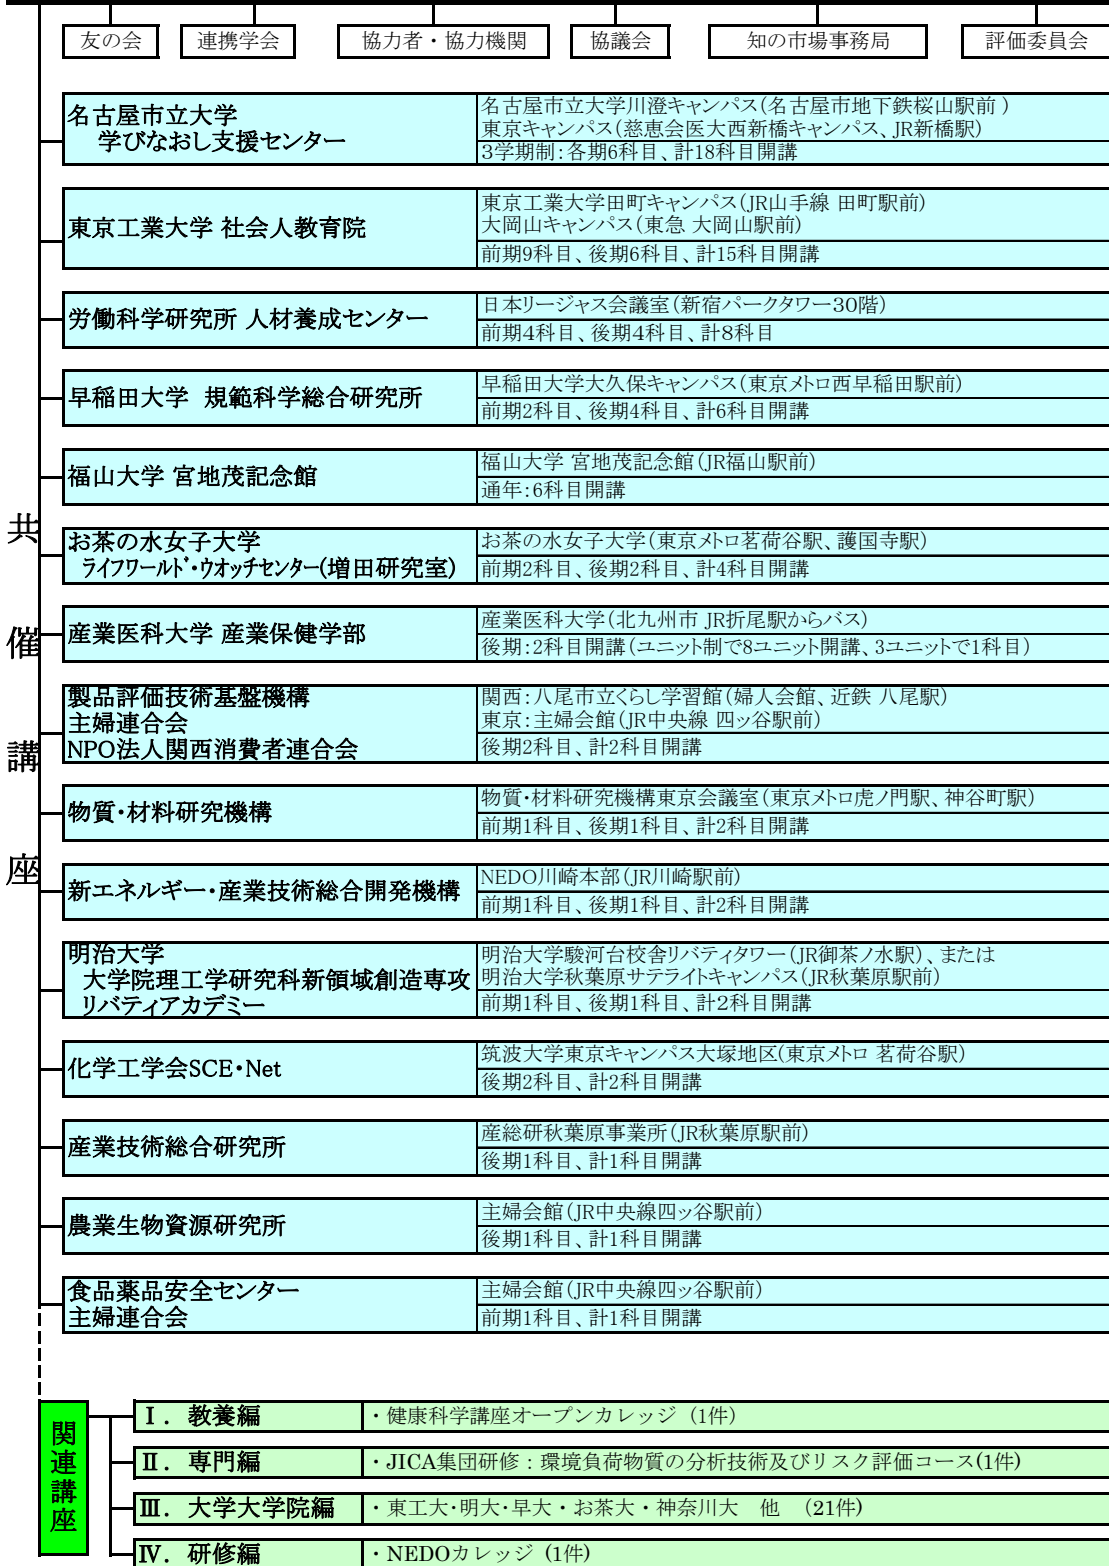 友の会 連携学会 協力者・協力機関 協議会 知の市場事務局 評価委員会
共催講座
名古屋市立大学
学びなおし支援センター
名古屋市立大学川澄キャンパス(名古屋市地下鉄桜山駅前)
東京キャンパス(慈恵会医大西新橋キャンパス、JR新橋駅)
3学期制:各期6科目、計18科目開講
東京工業大学 社会人教育院
東京工業大学田町キャンパス(JR山手線 田町駅前)
大岡山キャンパス(東急 大岡山駅前)
前期9科目、後期6科目、計15科目開講
労働科学研究所 人材養成センター
日本リージャス会議室(新宿パークタワー30階)
前期4科目、後期4科目、計8科目
早稲田大学 規範科学総合研究所
早稲田大学大久保キャンパス(東京メトロ西早稲田駅前)
前期2科目、後期4科目、計6科目開講
福山大学 宮地茂記念館
福山大学 宮地茂記念館(JR福山駅前)
通年:6科目開講
お茶の水女子大学
ライフワールド・ウオッチセンター(増田研究室)
お茶の水女子大学(東京メトロ茗荷谷駅、護国寺駅)
前期2科目、後期2科目、計4科目開講
産業医科大学 産業保健学部
産業医科大学(北九州市 JR折尾駅からバス)
後期:2科目開講(ユニット制で8ユニット開講、3ユニットで1科目)
製品評価技術基盤機構
主婦連合会
NPO法人関西消費者連合会
関西:八尾市立くらし学習館(婦人会館、近鉄 八尾駅)
東京:主婦会館(JR中央線 四ッ谷駅前)
後期2科目、計2科目開講
物質・材料研究機構
物質・材料研究機構東京会議室(東京メトロ虎ノ門駅、神谷町駅)
前期1科目、後期1科目、計2科目開講
新エネルギー・産業技術総合開発機構
NEDO川崎本部(JR川崎駅前)
前期1科目、後期1科目、計2科目開講
明治大学
大学院理工学研究科新領域創造専攻
リバティアカデミー
明治大学駿河台校舎リバティタワー(JR御茶ノ水駅)、または
明治大学秋葉原サテライトキャンパス(JR秋葉原駅前)
前期1科目、後期1科目、計2科目開講
化学工学会SCE・Net
筑波大学東京キャンパス大塚地区(東京メトロ 茗荷谷駅)
後期2科目、計2科目開講
産業技術総合研究所
産総研秋葉原事業所(JR秋葉原駅前)
後期1科目、計1科目開講
農業生物資源研究所
主婦会館(JR中央線四ッ谷駅前)
後期1科目、計1科目開講
食品薬品安全センター
主婦連合会
主婦会館(JR中央線四ッ谷駅前)
前期1科目、計1科目開講
関連講座
Ⅰ. 教養編 ・健康科学講座オープンカレッジ (1件)
Ⅱ. 専門編 ・JICA集団研修:環境負荷物質の分析技術及びリスク評価コース(1件)
Ⅲ. 大学大学院編 ・東工大・明大・早大・お茶大・神奈川大 他 (21件)
Ⅳ. 研修編 ・NEDOカレッジ (1件)